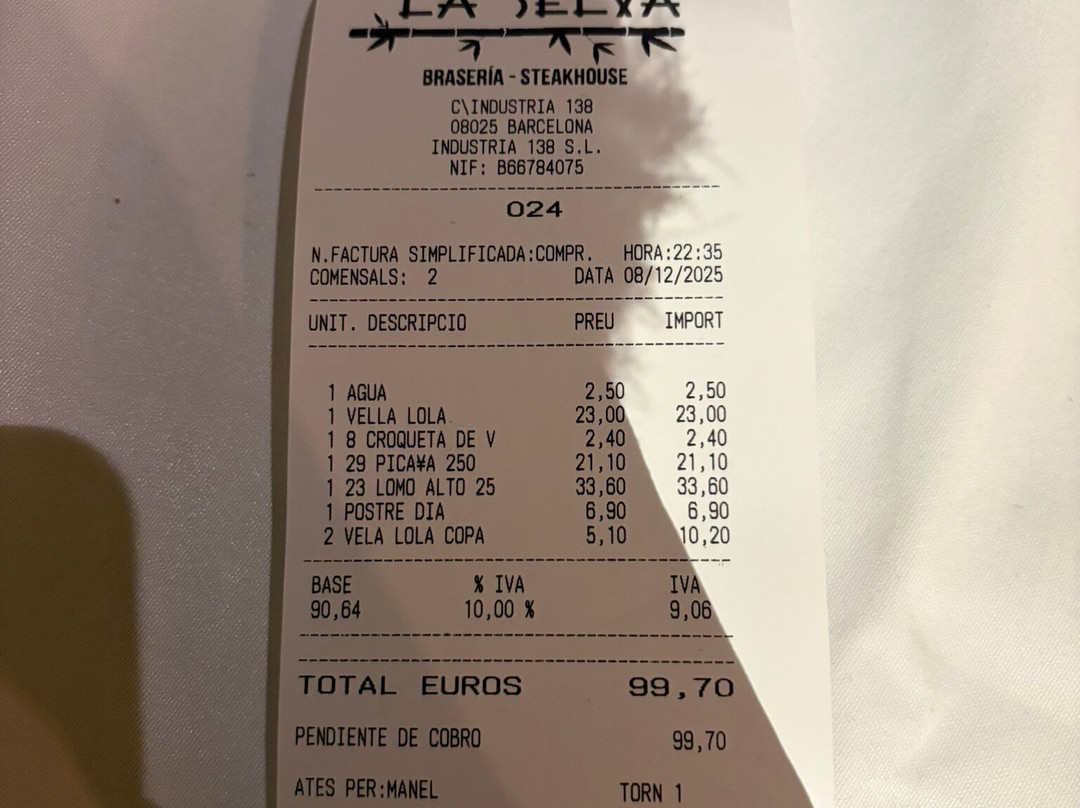 LA SELVA
BRASERÍA - STEAKHOUSE
C\INDUSTRIA 138
08025 BARCELONA
INDUSTRIA 138 S.L.
NIF: B66784075
024
N.FACTURA SIMPLIFICADA:COMPR. HORA:22:35
COMENSALS: 2 DATA 08/12/2025
UNIT. DESCRIPCIO PREU IMPORT
1 AGUA 2,50 2,50
1 VELLA LOLA 23,00 23,00
1 8 CROQUETA DE V 2,40 2,40
1 29 PICA¥A 250 21,10 21,10
1 23 LOMO ALTO 25 33,60 33,60
1 POSTRE DIA 6,90 6,90
2 VELA LOLA COPA 5,10 10,20
BASE % IVA IVA
90,64 10,00 % 9,06
TOTAL EUROS 99,70
PENDIENTE DE COBRO 99,70
ATES PER:MANEL TORN 1